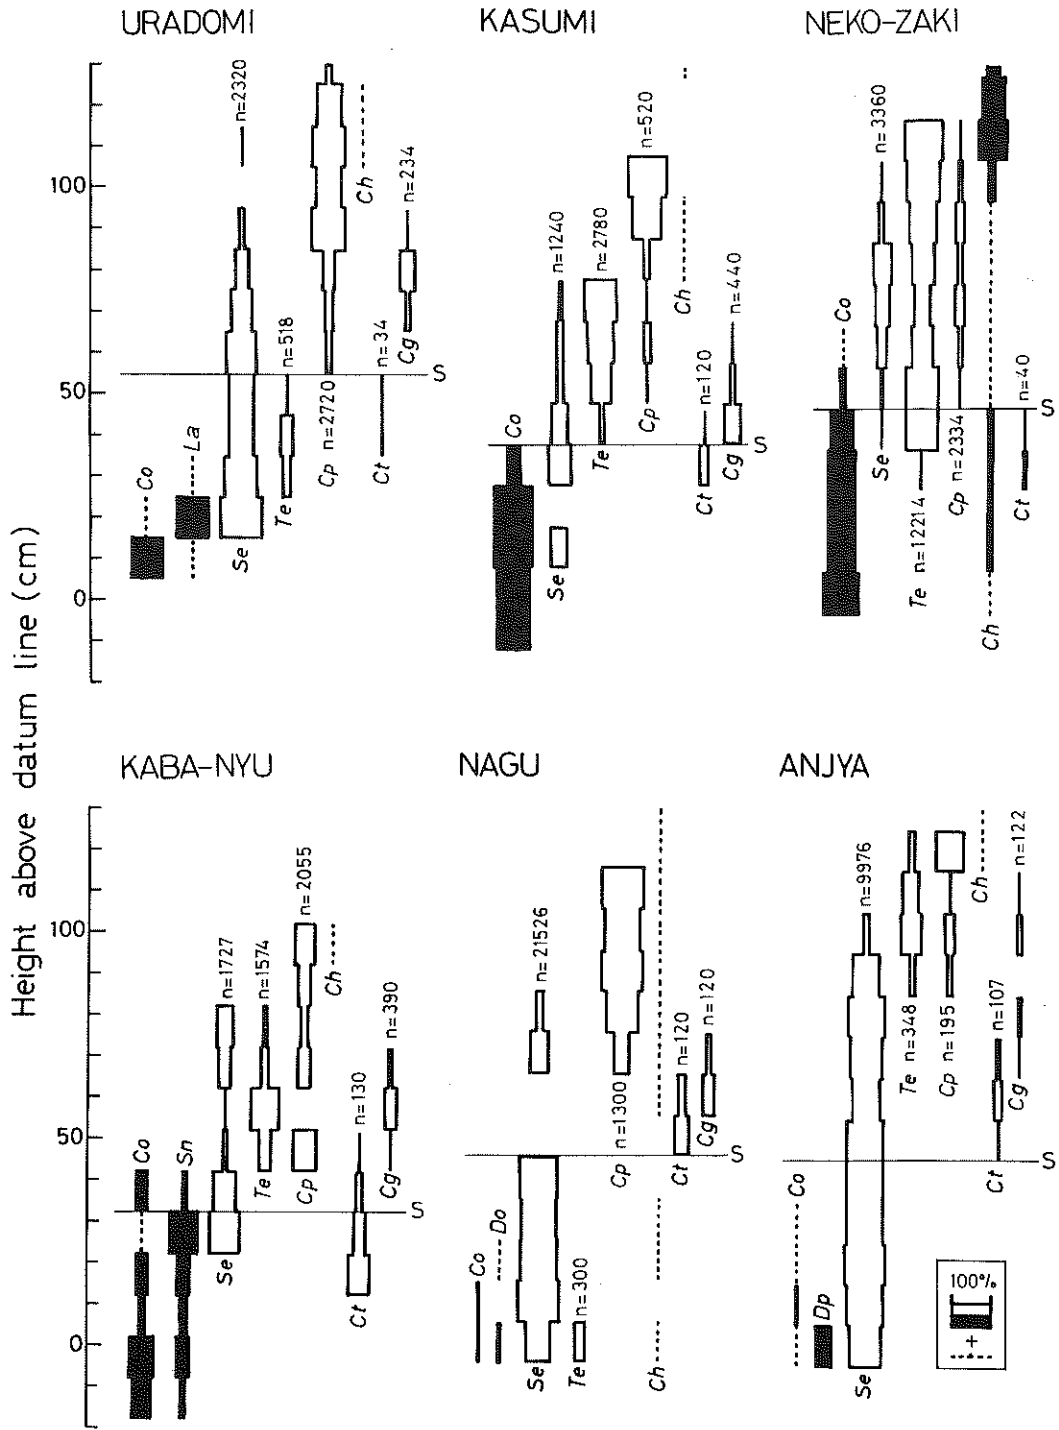 URADOMI
KASUMI
NEKO-ZAKI
Height above datum line (cm)
100
50
0
Co
La
n=2320
Se
n=518
Te
Cp n=2720
Ch
n=34
Ct
n=234
Cg
S
Co
n=1240
Se
n=2780
Te
n=520
Cp
Ch
n=120
Ct
n=440
Cg
S
Co
n=3360
Se
Te n=12214
Cp n=2334
Ch
n=40
Ct
S
KABA-NYU
NAGU
ANJYA
100
50
0
Co
Sn
n=1727
Se
n=1574
Te
n=2055
Cp
Ch
n=130
Ct
n=390
Cg
S
Co
Do
n=21526
Se
n=300
Te
Cp n=1300
Ch
n=120
Ct
n=120
Cg
S
Co
Dp
n=9976
Se
Te n=348
Cp n=195
Ch
n=107
Ct
n=122
Cg
S
100%
+